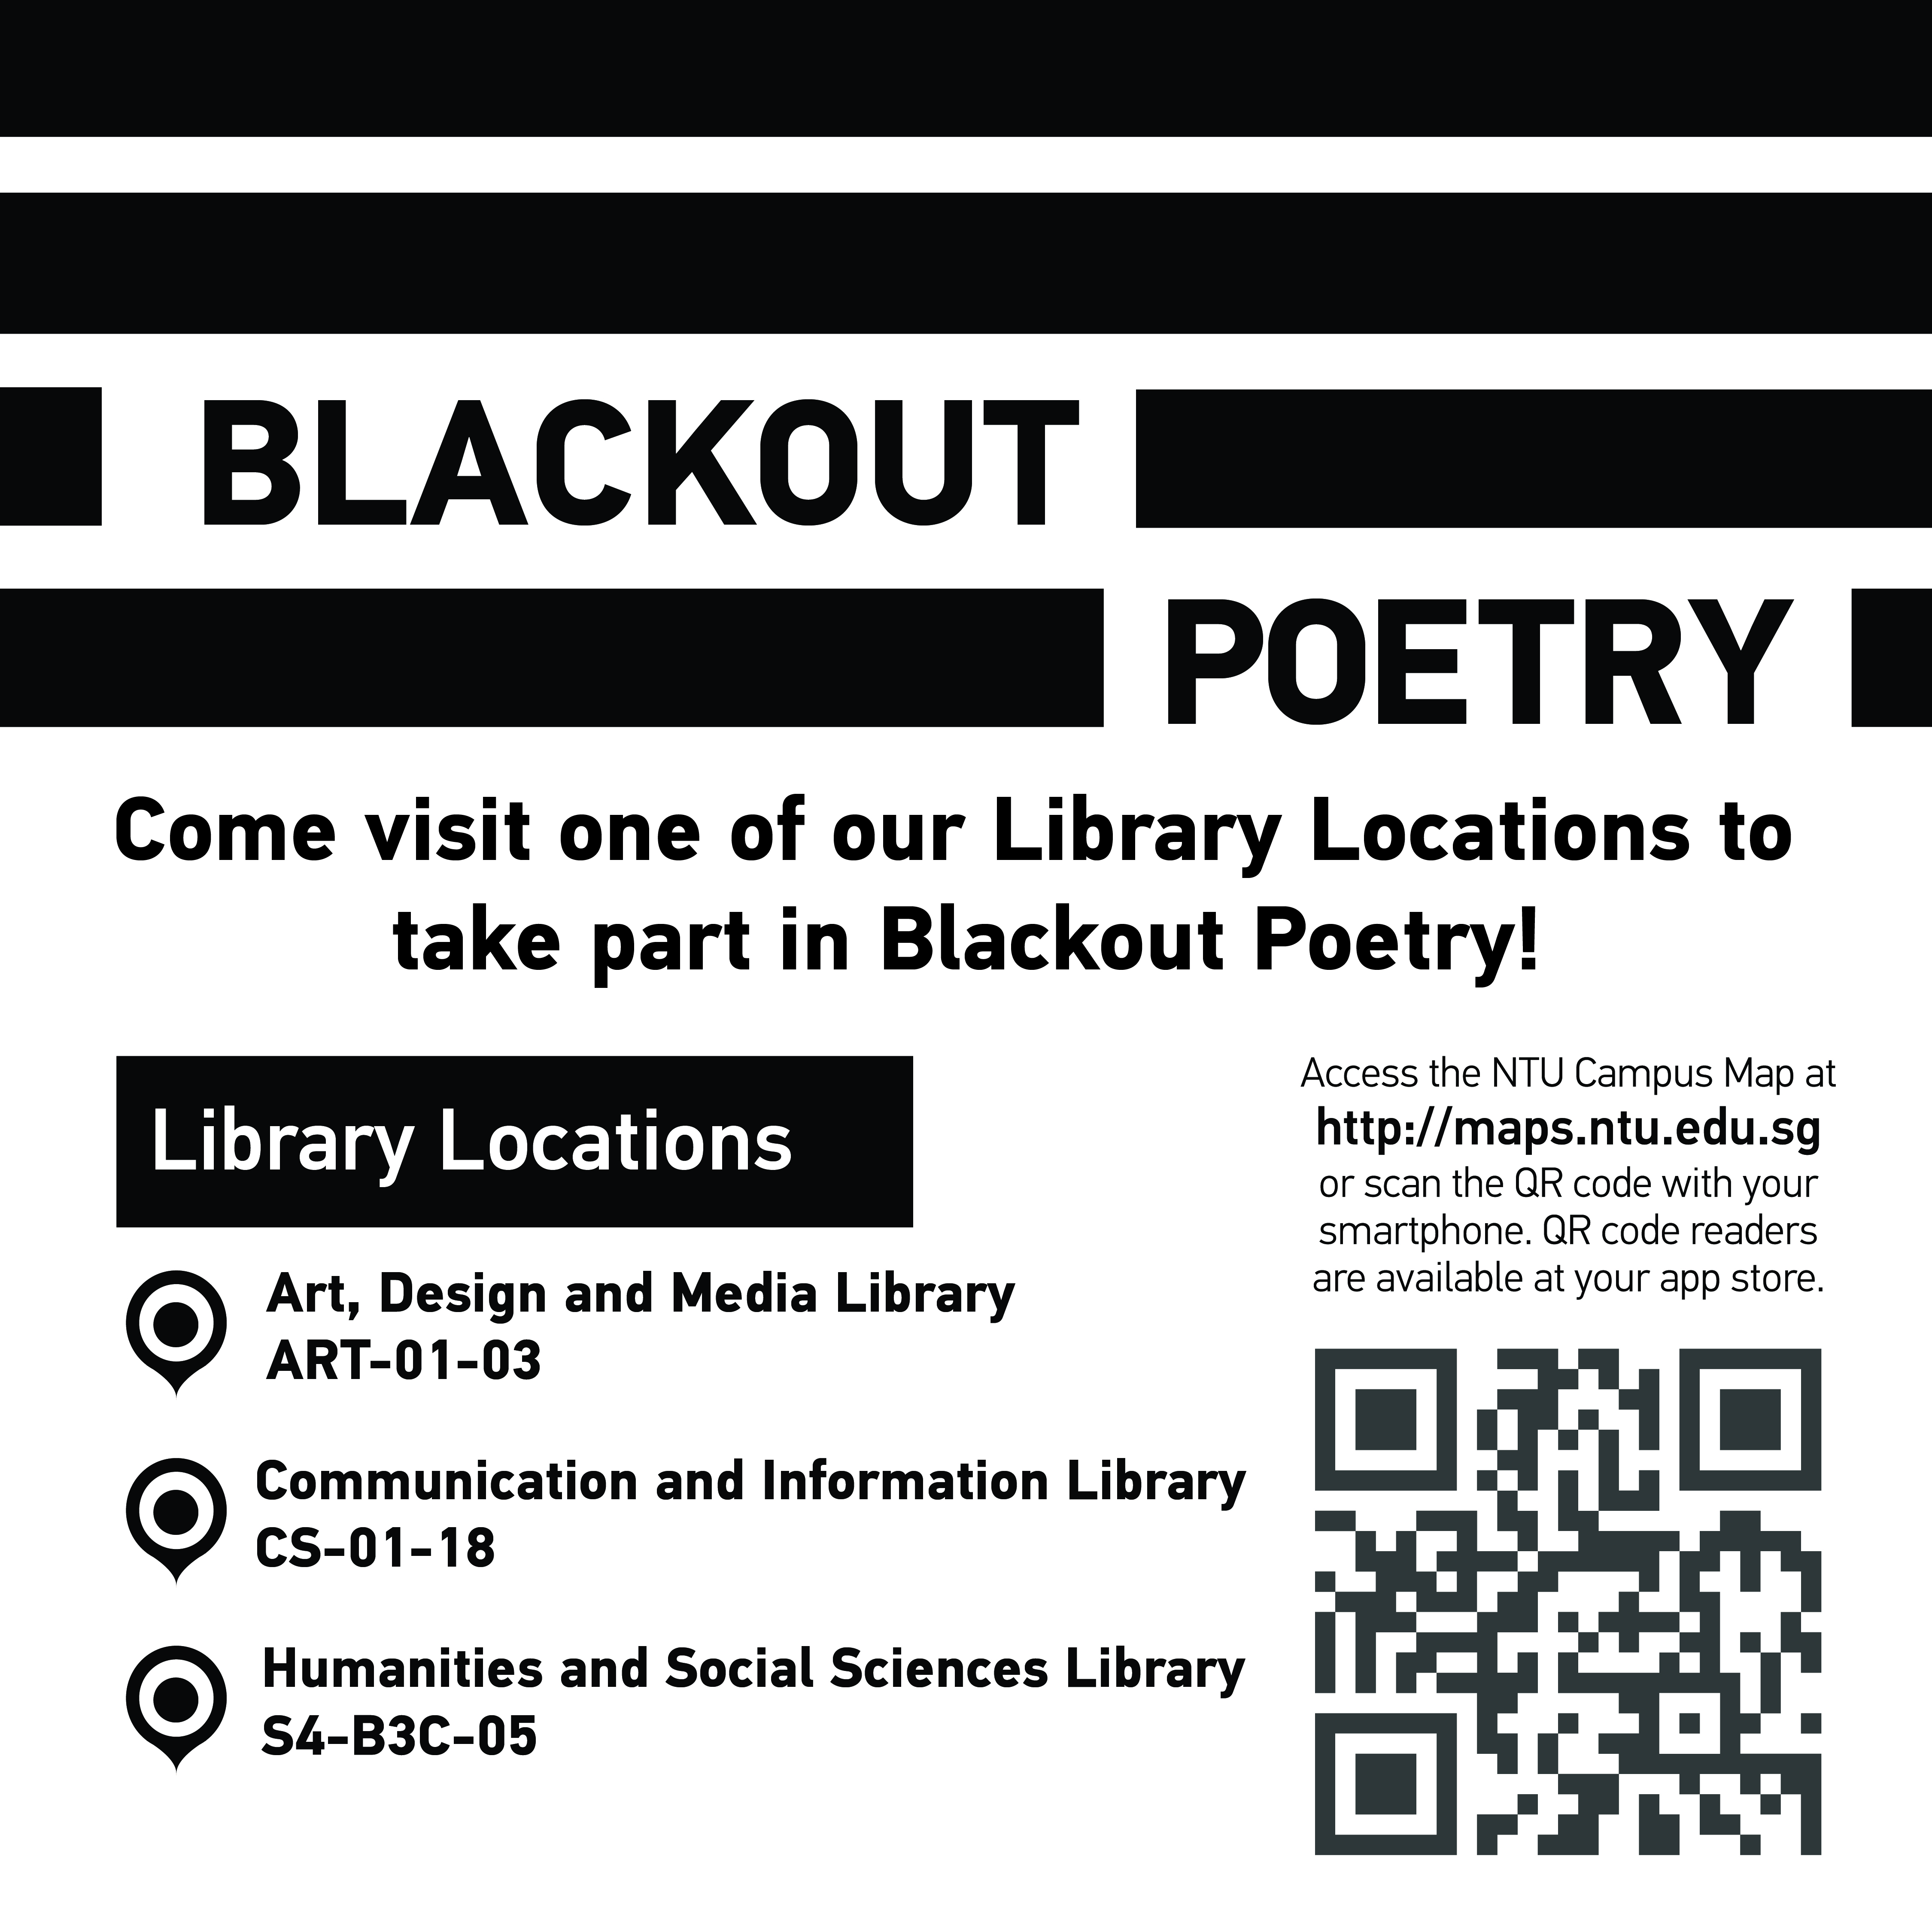 BLACKOUT
POETRY
Come visit one of our Library Locations to
take part in Blackout Poetry!
Library Locations
Art, Design and Media Library
ART-01-03
Communication and Information Library
CS-01-18
Humanities and Social Sciences Library
S4-B3C-05
Access the NTU Campus Map at
http://maps.ntu.edu.sg
or scan the QR code with your
smartphone. QR code readers
are available at your app store.